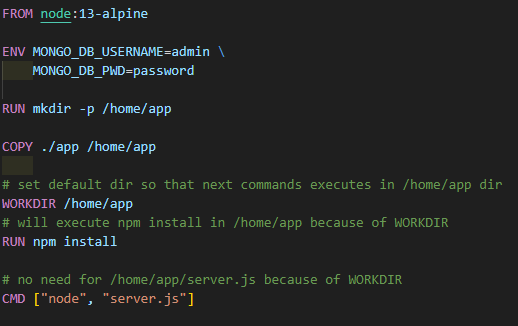 FROM node:13-alpine
ENV MONGO_DB_USERNAME=admin \
MONGO_DB_PWD=password
RUN mkdir -p /home/app
COPY ./app /home/app
# set default dir so that next commands executes in /home/app dir
WORKDIR /home/app
# will execute npm install in /home/app because of WORKDIR
RUN npm install
# no need for /home/app/server.js because of WORKDIR
CMD ["node", "server.js"]